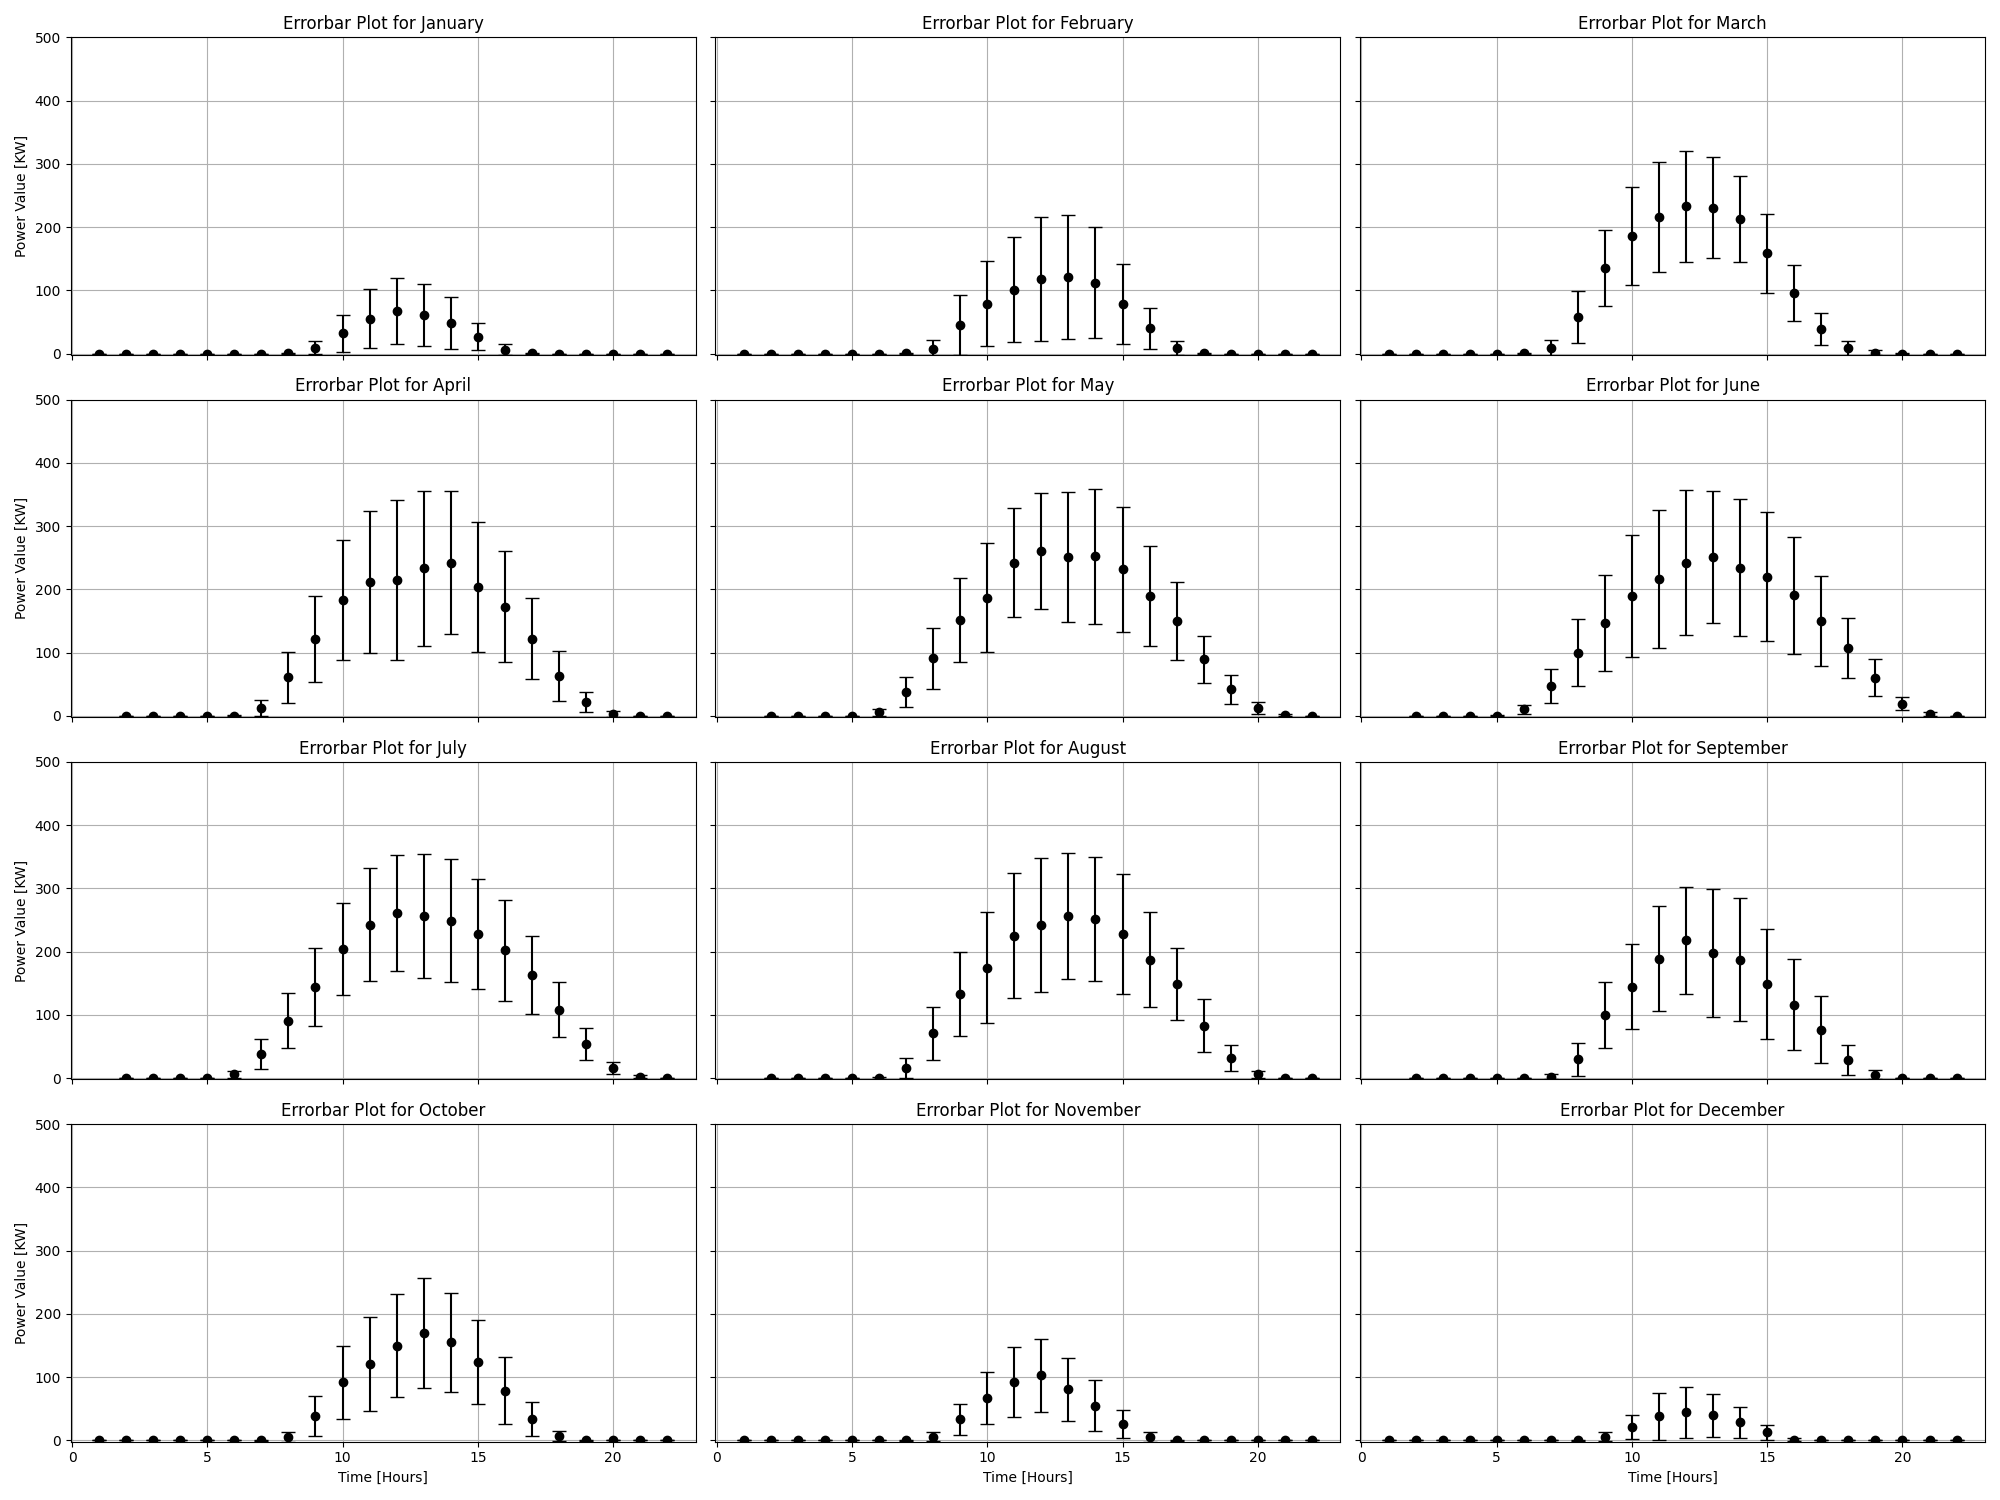 Errorbar Plot for January
Errorbar Plot for February
Errorbar Plot for March
500
400
300
200
100
0
Power Value [KW]
Errorbar Plot for April
Errorbar Plot for May
Errorbar Plot for June
500
400
300
200
100
0
Power Value [KW]
Errorbar Plot for July
Errorbar Plot for August
Errorbar Plot for September
500
400
300
200
100
0
Power Value [KW]
Errorbar Plot for October
Errorbar Plot for November
Errorbar Plot for December
500
400
300
200
100
0
Power Value [KW]
0 5 10 15 20
0 5 10 15 20
0 5 10 15 20
Time [Hours]
Time [Hours]
Time [Hours]